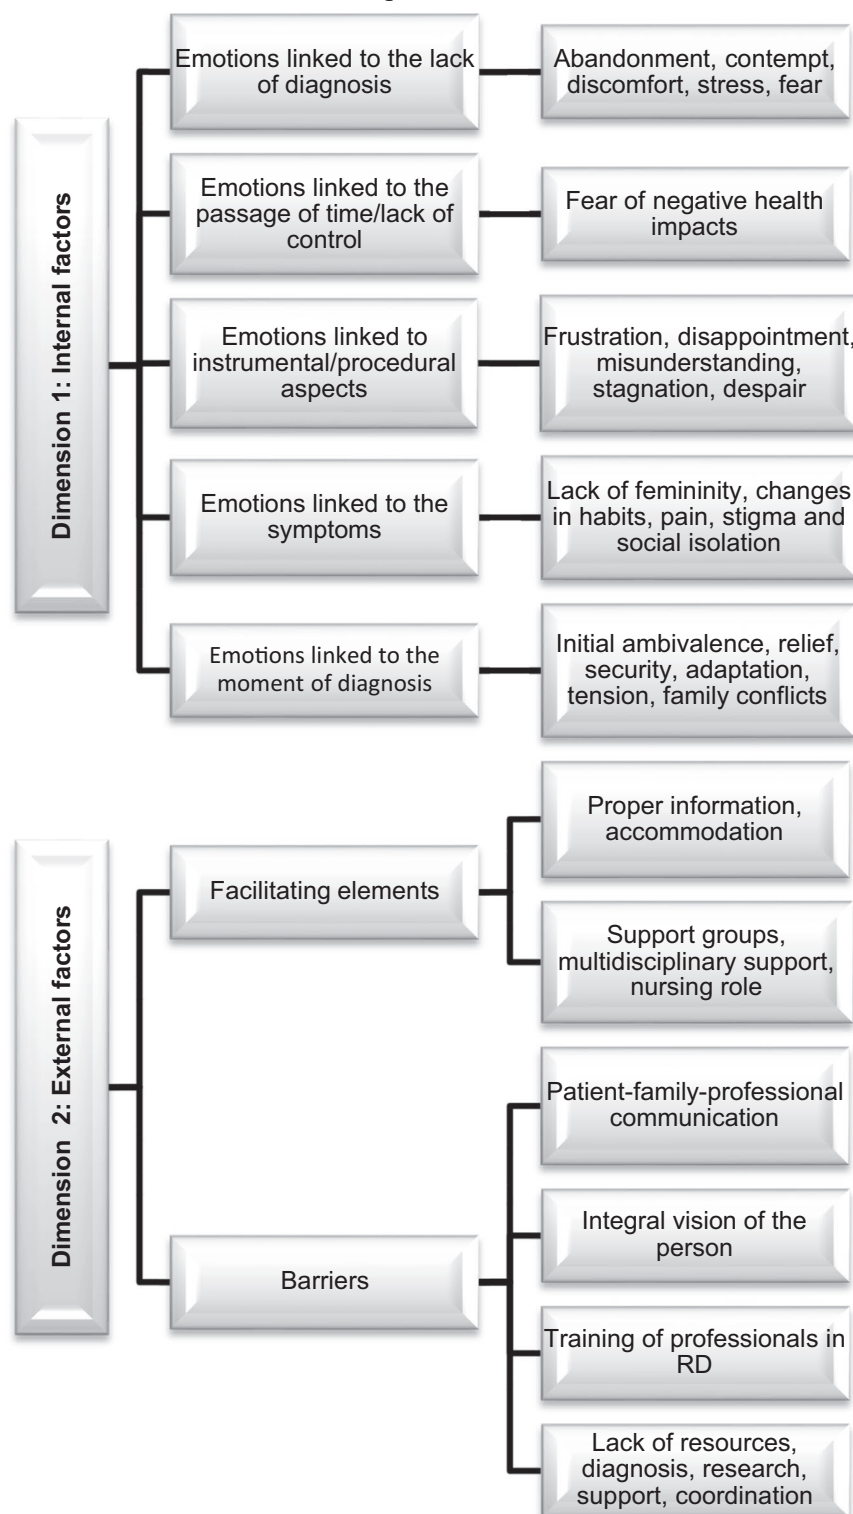 Dimension 1: Internal factors
Emotions linked to the lack
of diagnosis
Abandonment, contempt,
discomfort, stress, fear
Emotions linked to the
passage of time/lack of
control
Fear of negative health
impacts
Emotions linked to
instrumental/procedural
aspects
Frustration, disappointment,
misunderstanding,
stagnation, despair
Emotions linked to the
symptoms
Lack of femininity, changes
in habits, pain, stigma and
social isolation
Emotions linked to the
moment of diagnosis
Initial ambivalence, relief,
security, adaptation,
tension, family conflicts
Dimension 2: External factors
Facilitating elements
Proper information,
accommodation
Support groups,
multidisciplinary support,
nursing role
Barriers
Patient-family-professional
communication
Integral vision of the
person
Training of professionals in
RD
Lack of resources,
diagnosis, research,
support, coordination